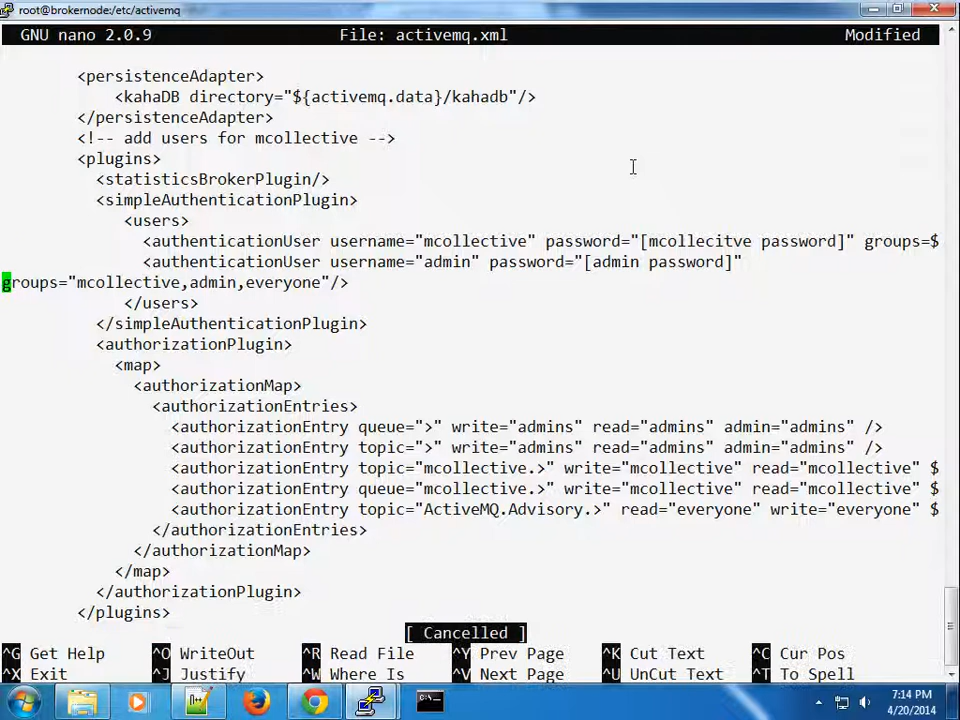 root@brokernode:/etc/activemq
GNU nano 2.0.9 File: activemq.xml Modified
<persistenceAdapter>
<kahaDB directory="${activemq.data}/kahadb"/>
</persistenceAdapter>
<!-- add users for mcollective -->
<plugins>
<statisticsBrokerPlugin/>
<simpleAuthenticationPlugin>
<users>
<authenticationUser username="mcollective" password="[mcollecitve password]" groups=$
<authenticationUser username="admin" password="[admin password]"
groups="mcollective,admin,everyone"/>
</users>
</simpleAuthenticationPlugin>
<authorizationPlugin>
<map>
<authorizationMap>
<authorizationEntries>
<authorizationEntry queue=">" write="admins" read="admins" admin="admins" />
<authorizationEntry topic=">" write="admins" read="admins" admin="admins" />
<authorizationEntry topic="mcollective.>" write="mcollective" read="mcollective" $
<authorizationEntry queue="mcollective.>" write="mcollective" read="mcollective" $
<authorizationEntry topic="ActiveMQ.Advisory.>" read="everyone" write="everyone" $
</authorizationEntries>
</authorizationMap>
</map>
</authorizationPlugin>
</plugins>
[ Cancelled ]
^G Get Help ^O WriteOut ^R Read File ^Y Prev Page ^K Cut Text ^C Cur Pos
^X Exit ^J Justify ^W Where Is ^V Next Page ^U UnCut Text ^T To Spell
7:14 PM
4/20/2014